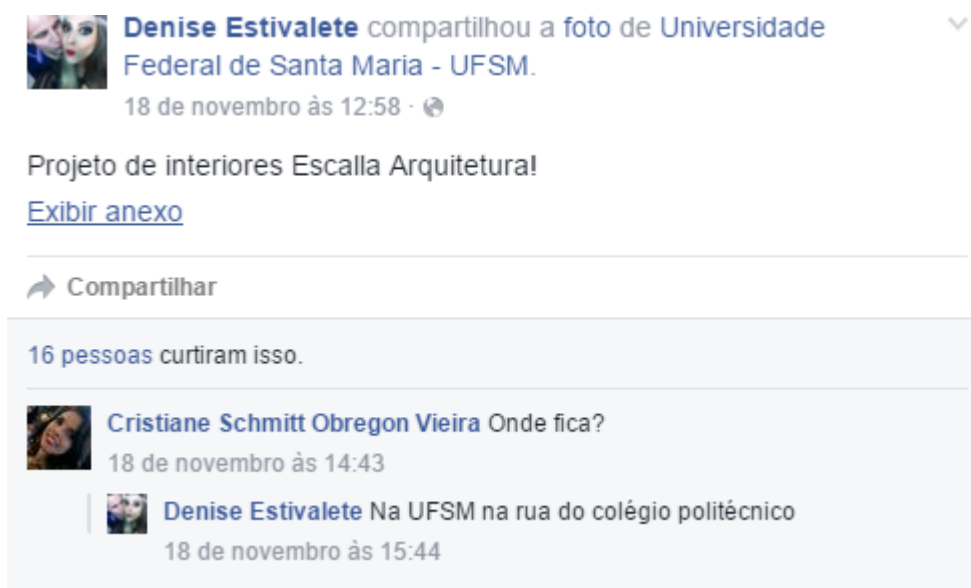 Denise Estivalete compartilhou a foto de Universidade
Federal de Santa Maria - UFSM.
18 de novembro às 12:58 ·
Projeto de interiores Escalla Arquitetura!
Exibir anexo
Compartilhar
16 pessoas curtiram isso.
Cristiane Schmitt Obregon Vieira Onde fica?
18 de novembro às 14:43
Denise Estivalete Na UFSM na rua do colégio politécnico
18 de novembro às 15:44